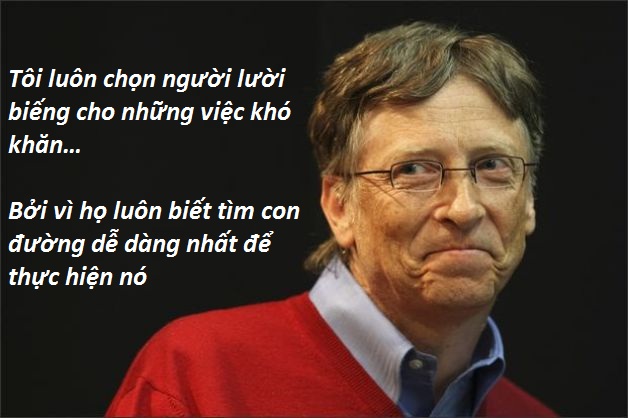 Tôi luôn chọn người lười
biếng cho những việc khó
khăn...
Bởi vì họ luôn biết tìm con
đường dễ dàng nhất để
thực hiện nó